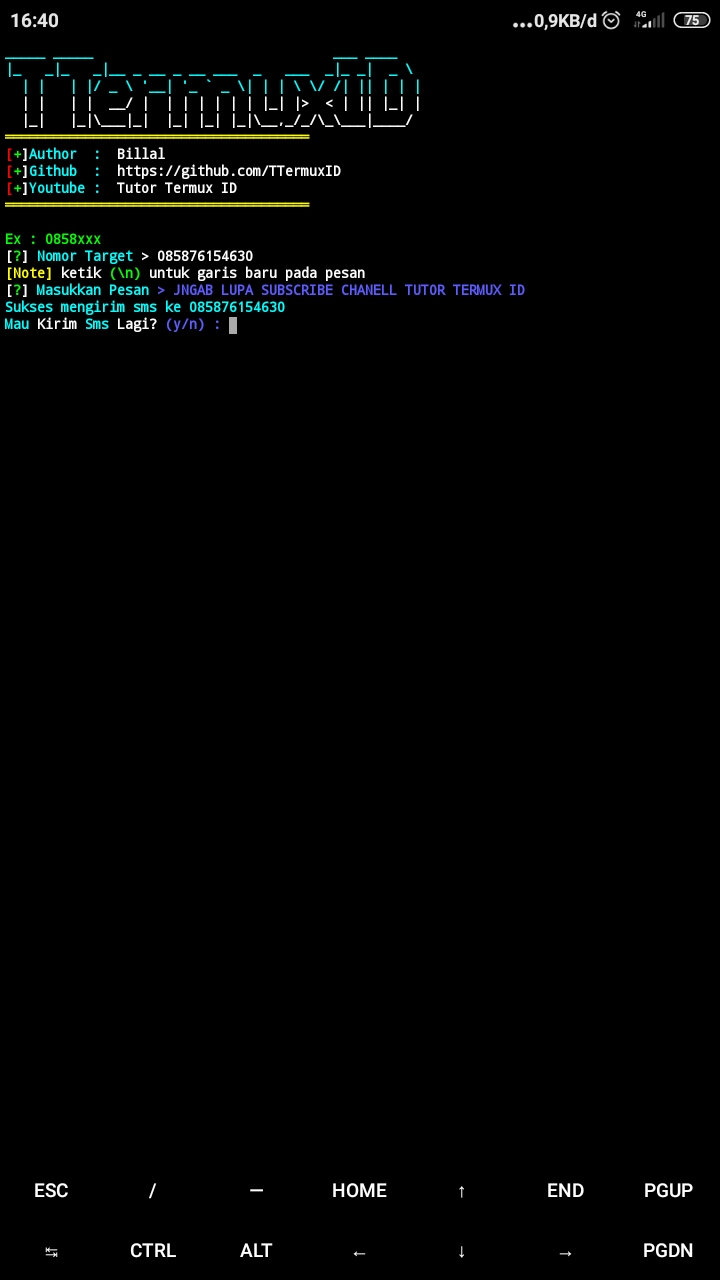 16:40
...0,9KB/d
4G
75
TTermuxID
[+]Author : Billal
[+]Github : https://github.com/TTermuxID
[+]Youtube : Tutor Termux ID
Ex : 0858xxx
[?] Nomor Target > 085876154630
[Note] ketik (\n) untuk garis baru pada pesan
[?] Masukkan Pesan > JNGAB LUPA SUBSCRIBE CHANELL TUTOR TERMUX ID
Sukses mengirim sms ke 085876154630
Mau Kirim Sms Lagi? (y/n) :
ESC / — HOME ↑ END PGUP
↹ CTRL ALT ← ↓ → PGDN